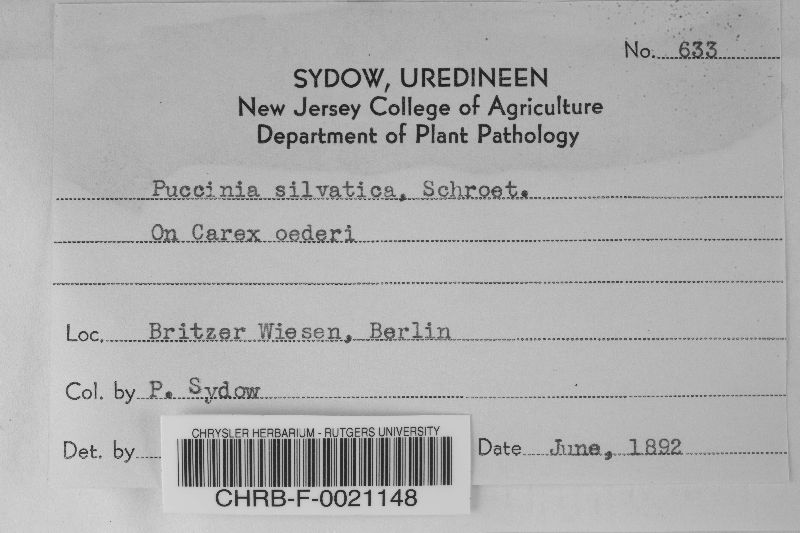 No. 633
SYDOW, UREDINEEN
New Jersey College of Agriculture
Department of Plant Pathology
Puccinia silvatica, Schroet.
On Carex oederi
Loc. Britzer Wiesen, Berlin
Col. by P. Sydow
Det. by
Date June, 1892
CHRYSLER HERBARIUM - RUTGERS UNIVERSITY
CHRB-F-0021148